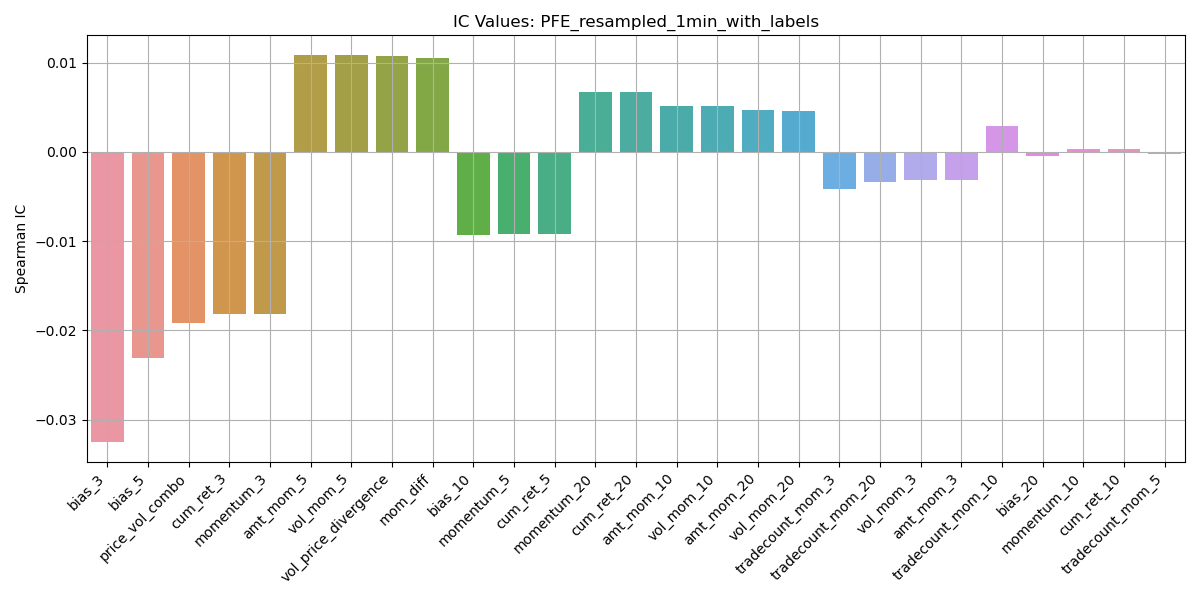 IC Values: PFE_resampled_1min_with_labels
Spearman IC
0.01
0.00
−0.01
−0.02
−0.03
bias_3
bias_5
price_vol_combo
cum_ret_3
momentum_3
amt_mom_5
vol_mom_5
vol_price_divergence
mom_diff
bias_10
momentum_5
cum_ret_5
momentum_20
cum_ret_20
amt_mom_10
vol_mom_10
amt_mom_20
vol_mom_20
tradecount_mom_3
tradecount_mom_20
vol_mom_3
amt_mom_3
tradecount_mom_10
bias_20
momentum_10
cum_ret_10
tradecount_mom_5